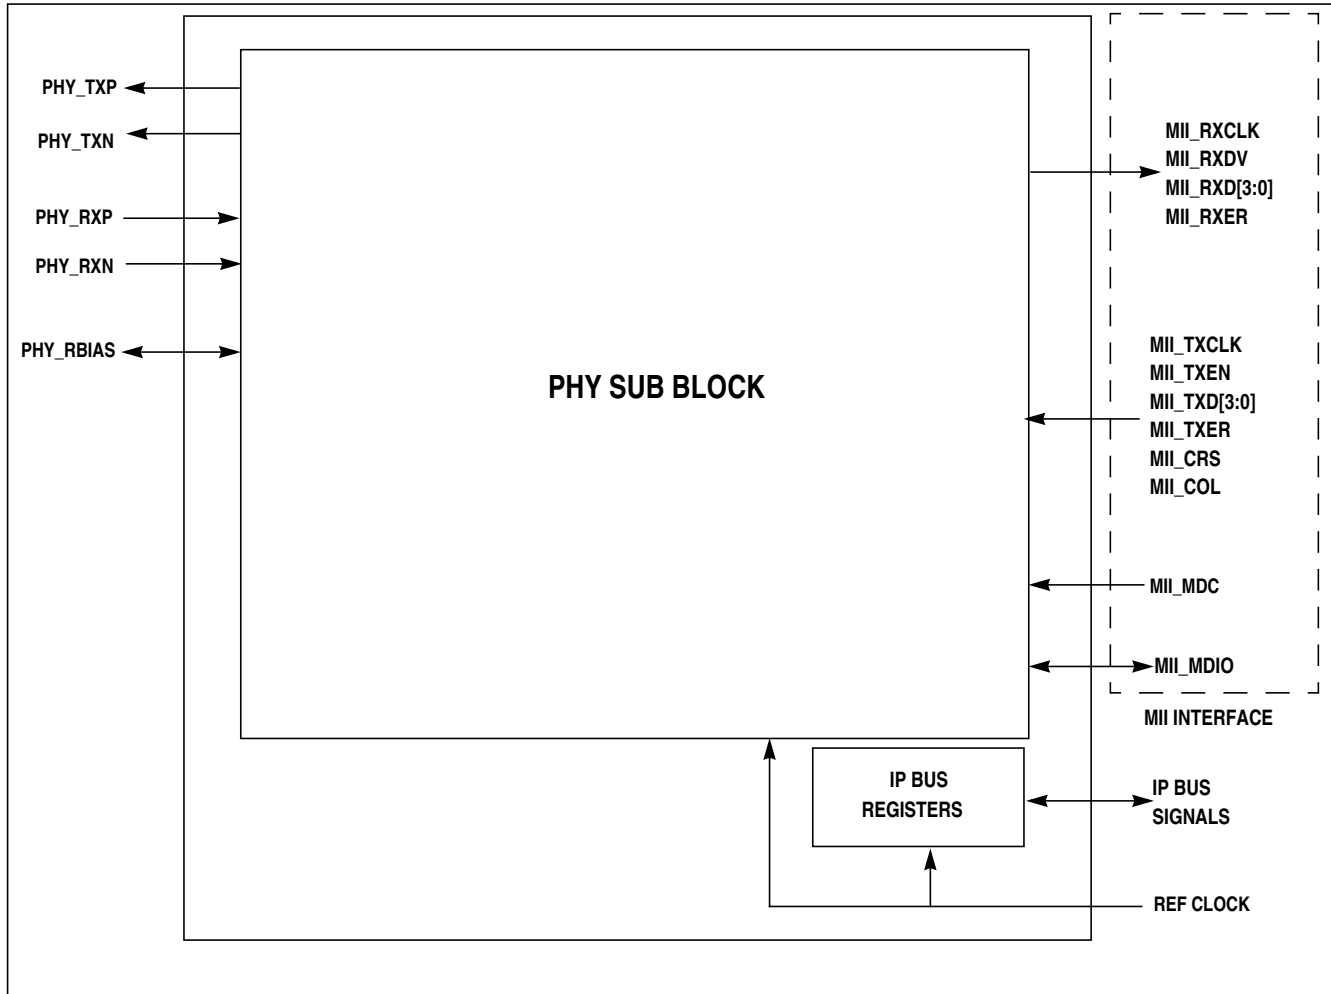 PHY_TXP
PHY_TXN
PHY_RXP
PHY_RXN
PHY_RBIAS
PHY SUB BLOCK
MII_RXCLK
MII_RXDV
MII_RXD[3:0]
MII_RXER
MII_TXCLK
MII_TXEN
MII_TXD[3:0]
MII_TXER
MII_CRS
MII_COL
MII_MDC
MII_MDIO
MII INTERFACE
IP BUS
REGISTERS
IP BUS
SIGNALS
REF CLOCK